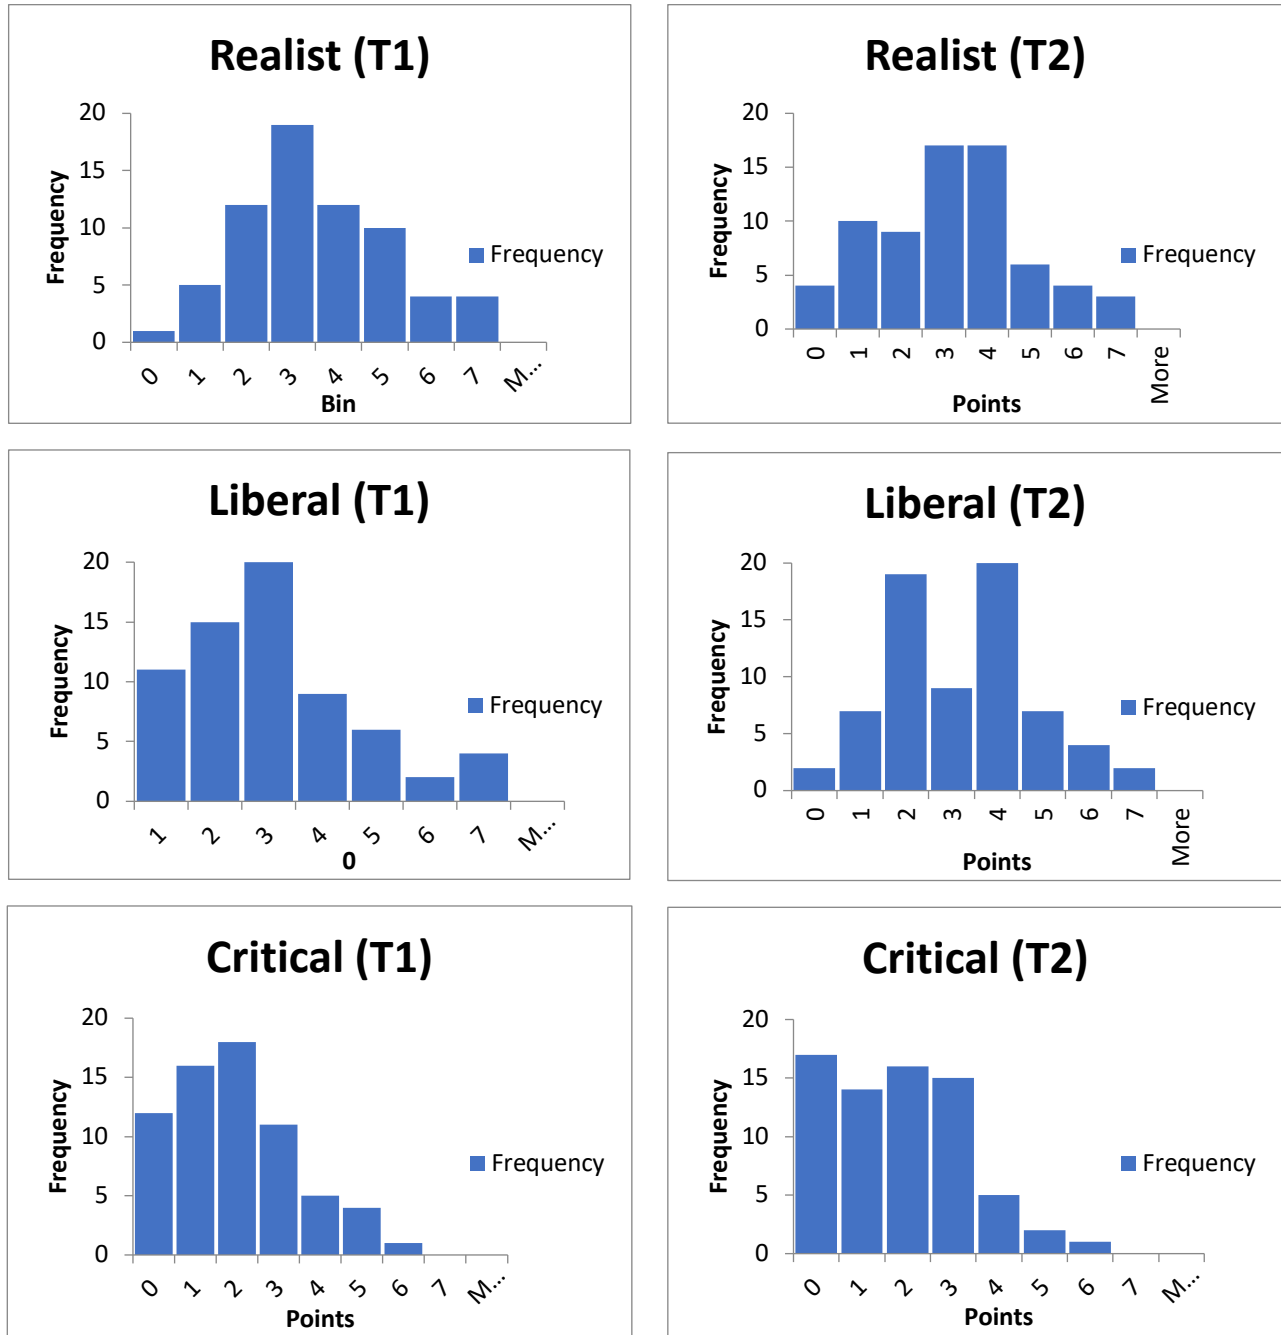 Realist (T1)
20
15
10
5
0
Frequency
0 1 2 3 4 5 6 7 M...
Bin
Frequency
Realist (T2)
20
15
10
5
0
Frequency
0 1 2 3 4 5 6 7 More
Points
Frequency
Liberal (T1)
20
15
10
5
0
Frequency
1 2 3 4 5 6 7 M...
0
Frequency
Liberal (T2)
20
15
10
5
0
Frequency
0 1 2 3 4 5 6 7 More
Points
Frequency
Critical (T1)
20
15
10
5
0
Frequency
0 1 2 3 4 5 6 7 M...
Points
Frequency
Critical (T2)
20
15
10
5
0
Frequency
0 1 2 3 4 5 6 7 M...
Points
Frequency